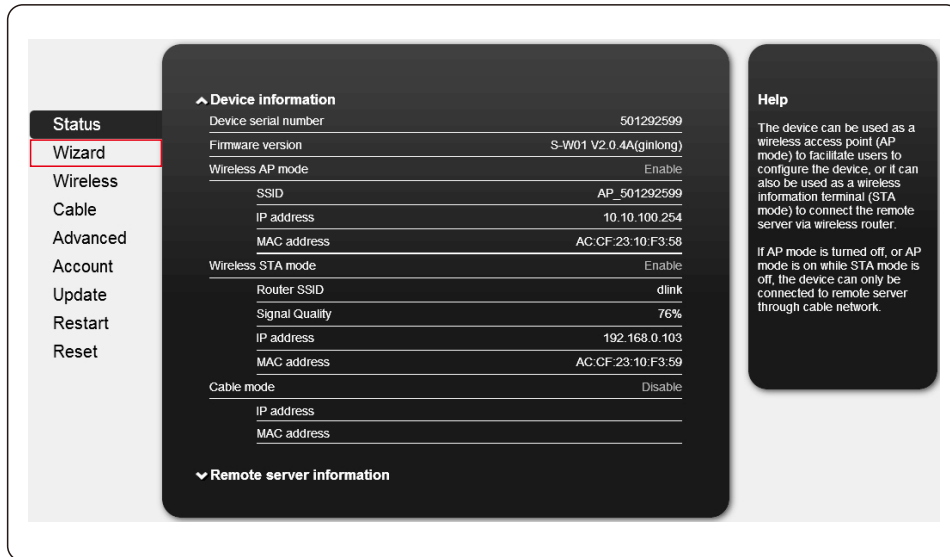 Status
Wizard
Wireless
Cable
Advanced
Account
Update
Restart
Reset
Device information
Device serial number 501292599
Firmware version S-W01 V2.0.4A(ginlong)
Wireless AP mode Enable
SSID AP_501292599
IP address 10.10.100.254
MAC address AC:CF:23:10:F3:58
Wireless STA mode Enable
Router SSID dlink
Signal Quality 76%
IP address 192.168.0.103
MAC address AC:CF:23:10:F3:59
Cable mode Disable
IP address
MAC address
Remote server information
Help
The device can be used as a
wireless access point (AP
mode) to facilitate users to
configure the device, or it can
also be used as a wireless
information terminal (STA
mode) to connect the remote
server via wireless router.
If AP mode is turned off, or AP
mode is on while STA mode is
off, the device can only be
connected to remote server
through cable network.